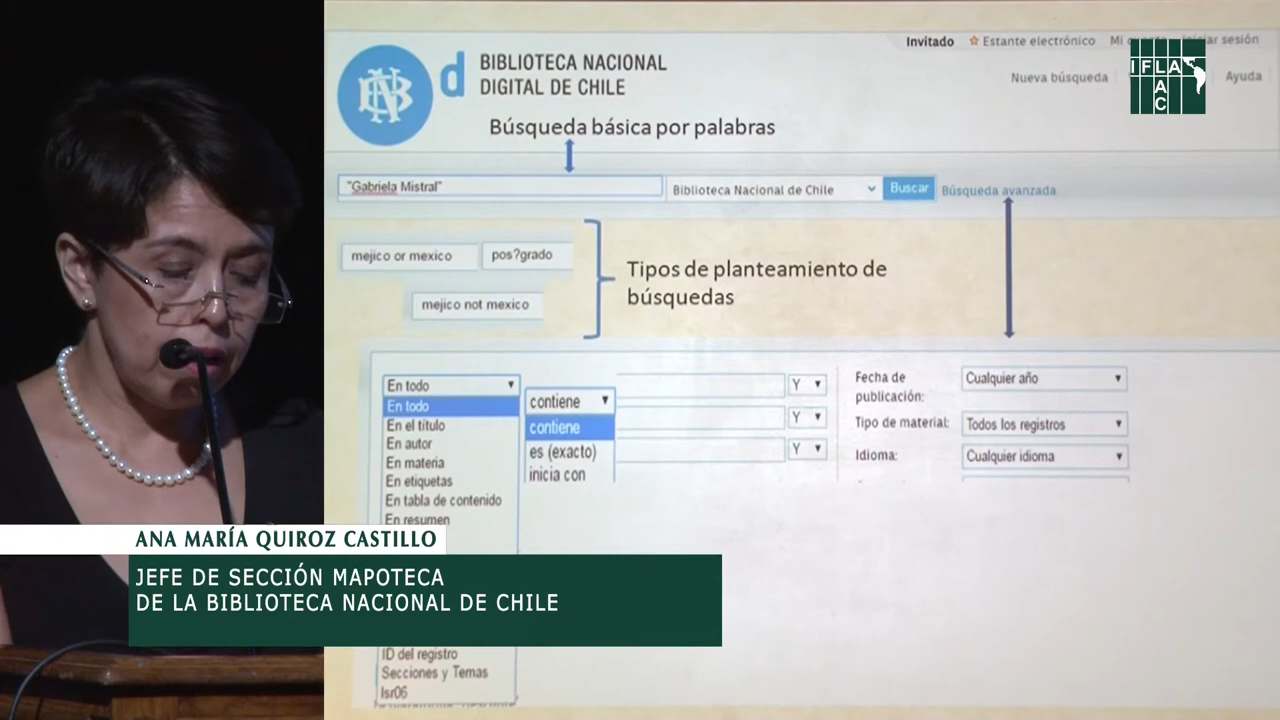 Invitado
Estante electrónico
Nueva búsqueda
Ayuda
IFLA
LAC
BIBLIOTECA NACIONAL
DIGITAL DE CHILE
Búsqueda básica por palabras
"Gabriela Mistral"
Biblioteca Nacional de Chile
Buscar
Búsqueda avanzada
mejico or mexico
pos?grado
mejico not mexico
Tipos de planteamiento de
búsquedas
En todo
En todo
En el título
En autor
En materia
En etiquetas
En tabla de contenido
En resumen
contiene
contiene
es (exacto)
inicia con
Y
Y
Y
Fecha de
publicación:
Cualquier año
Tipo de material:
Todos los registros
Idioma:
Cualquier idioma
ANA MARÍA QUIROZ CASTILLO
JEFE DE SECCIÓN MAPOTECA
DE LA BIBLIOTECA NACIONAL DE CHILE
ID del registro
Secciones y Temas
lsr06